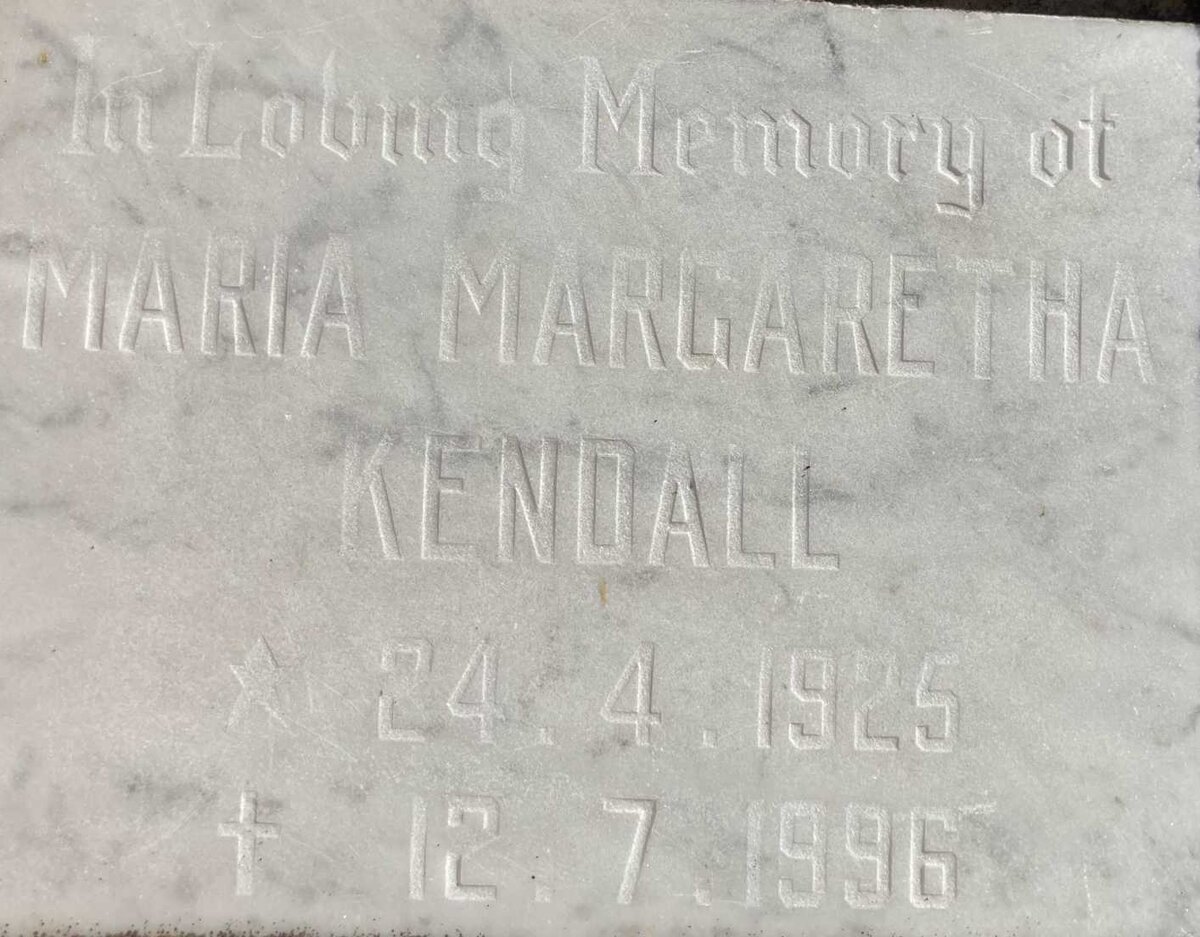 In Loving Memory of
MARIA MARGARETHA
KENDALL
★ 24.4.1925
✝ 12.7.1996